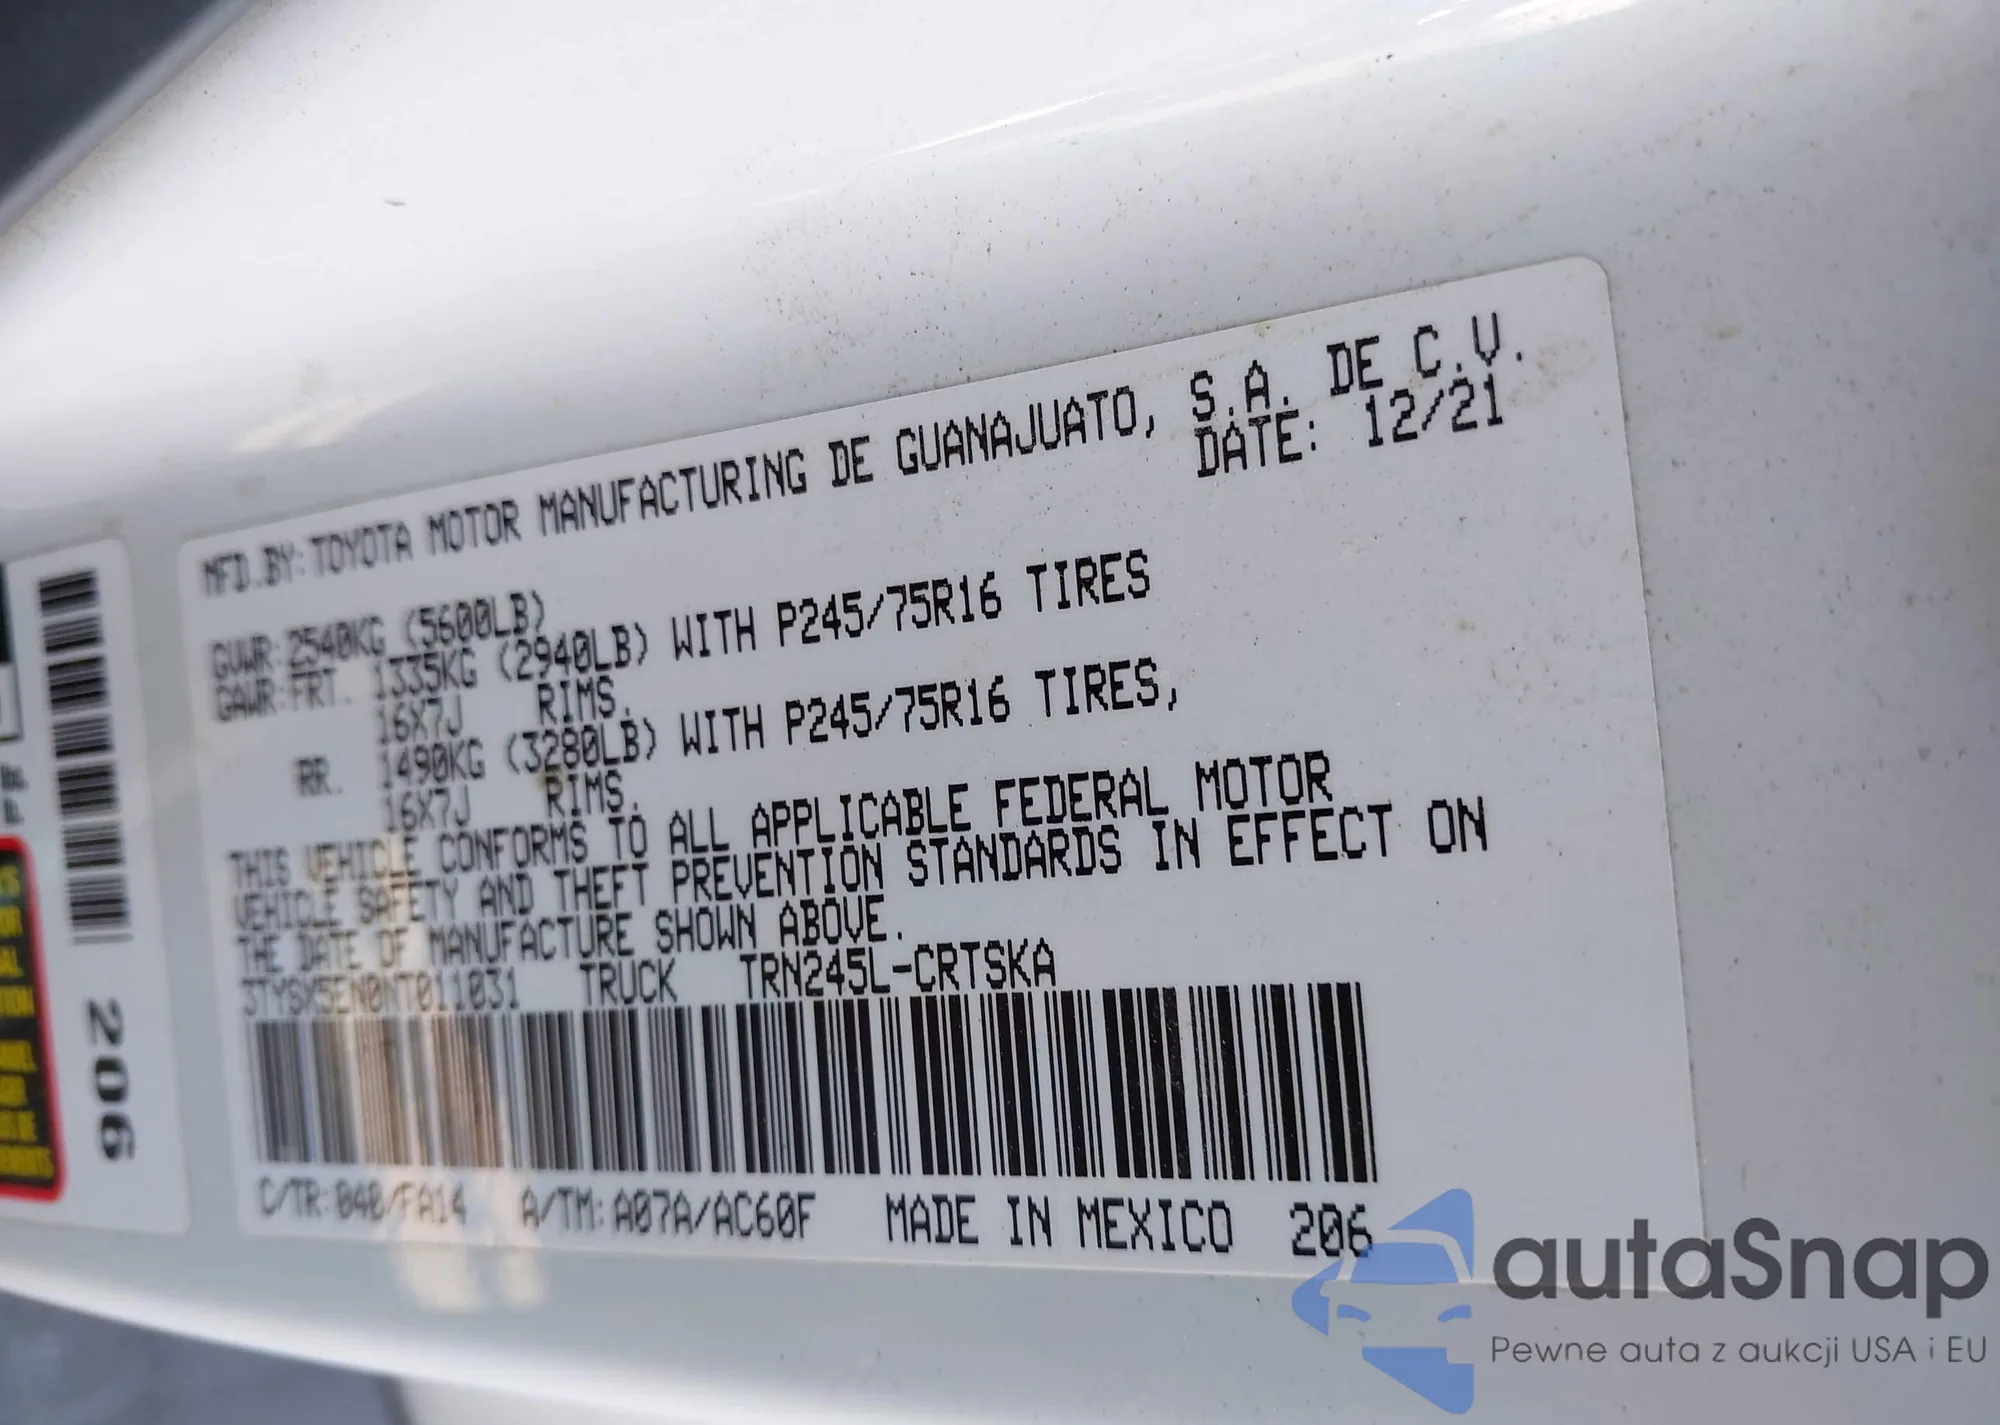 MFD.BY:TOYOTA MOTOR MANUFACTURING DE GUANAJUATO, S.A. DE C.V.
DATE: 12/21
GVWR:2540KG (5600LB)
GAWR:FRT. 1335KG (2940LB) WITH P245/75R16 TIRES
16X7J RIMS.
RR. 1490KG (3280LB) WITH P245/75R16 TIRES,
16X7J RIMS.
THIS VEHICLE CONFORMS TO ALL APPLICABLE FEDERAL MOTOR
VEHICLE SAFETY AND THEFT PREVENTION STANDARDS IN EFFECT ON
THE DATE OF MANUFACTURE SHOWN ABOVE.
3TYSX5EN0NT011031 TRUCK TRN245L-CRTSKA
C/TR:040/FA14 A/TM:A07A/AC60F MADE IN MEXICO 206
206
autaSnap
Pewne auta z aukcji USA i EU